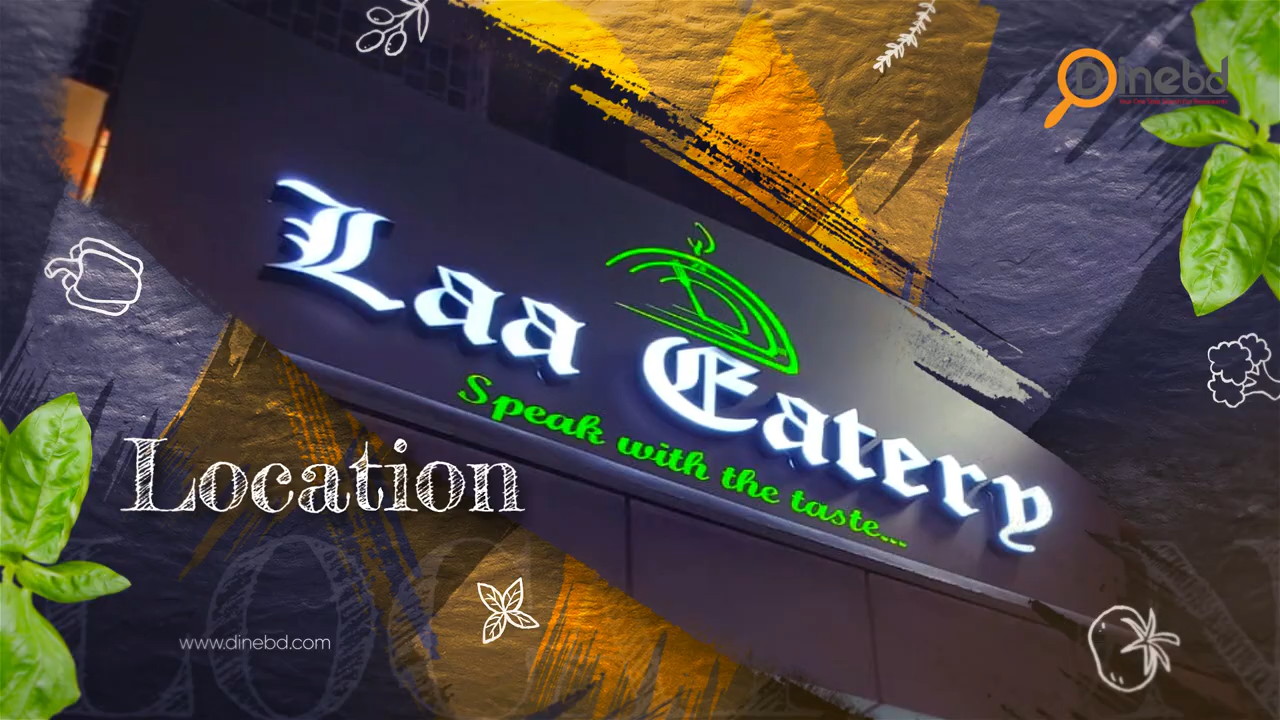 Dinebd
Laa Eatery
Speak with the taste...
Location
www.dinebd.com